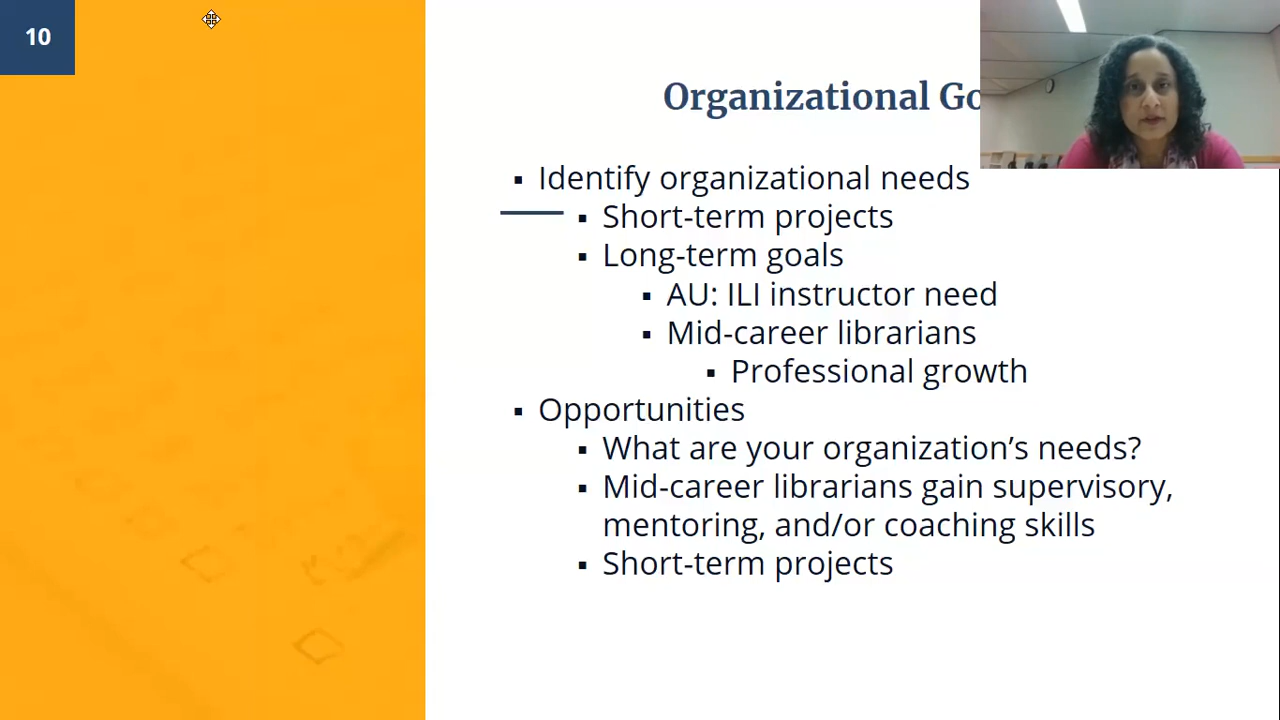 10
Organizational
Identify organizational needs
Short-term projects
Long-term goals
AU: ILI instructor need
Mid-career librarians
Professional growth
Opportunities
What are your organization’s needs?
Mid-career librarians gain supervisory,
mentoring, and/or coaching skills
Short-term projects